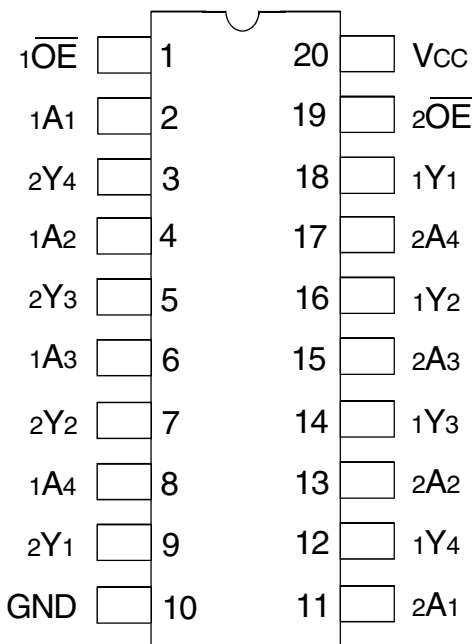 1O̅E̅ 1 20 VCC
1A1 2 19 2O̅E̅
2Y4 3 18 1Y1
1A2 4 17 2A4
2Y3 5 16 1Y2
1A3 6 15 2A3
2Y2 7 14 1Y3
1A4 8 13 2A2
2Y1 9 12 1Y4
GND 10 11 2A1